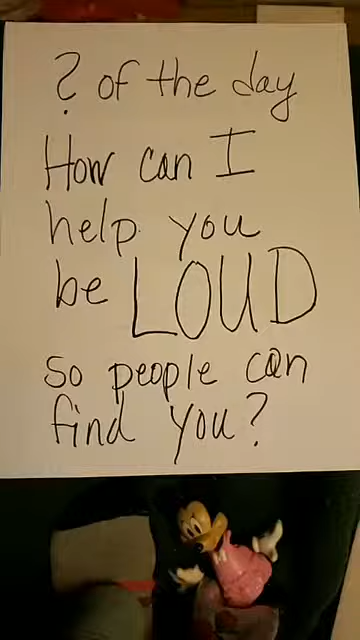 ? of the day
How can I
help you
be LOUD
so people can
find you?